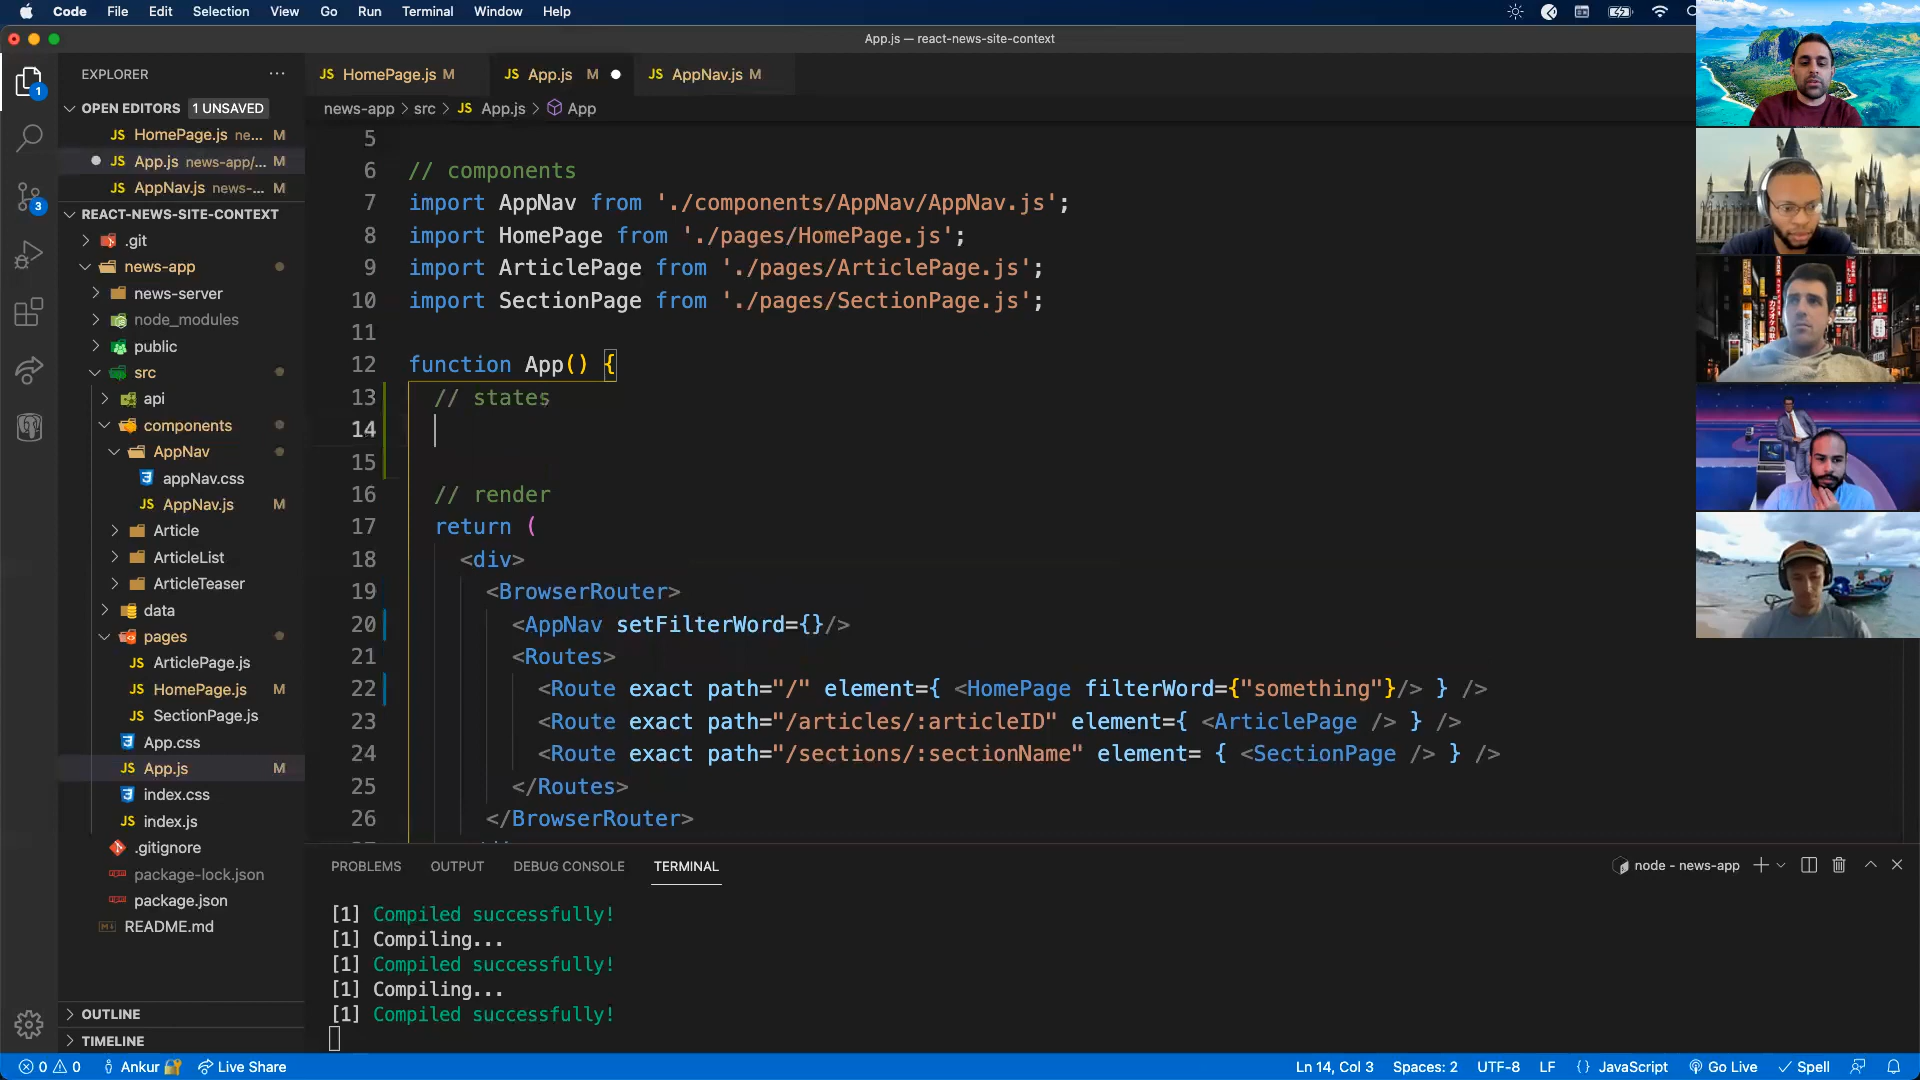 Code File Edit Selection View Go Run Terminal Window Help
App.js — react-news-site-context
EXPLORER
HomePage.js M
App.js M
AppNav.js M
OPEN EDITORS 1 UNSAVED
news-app > src > JS App.js > App
JS HomePage.js ne... M
JS App.js news-app/... M
JS AppNav.js news-... M
REACT-NEWS-SITE-CONTEXT
.git
news-app
news-server
node_modules
public
src
api
components
AppNav
appNav.css
JS AppNav.js M
Article
ArticleList
ArticleTeaser
data
pages
JS ArticlePage.js
JS HomePage.js M
JS SectionPage.js
App.css
JS App.js M
index.css
JS index.js
.gitignore
package-lock.json
package.json
README.md
OUTLINE
TIMELINE
1
3
5
6 // components
7 import AppNav from './components/AppNav/AppNav.js';
8 import HomePage from './pages/HomePage.js';
9 import ArticlePage from './pages/ArticlePage.js';
10 import SectionPage from './pages/SectionPage.js';
11
12 function App() {
13 // states
14
15
16 // render
17 return (
18 <div>
19 <BrowserRouter>
20 <AppNav setFilterWord={}/>
21 <Routes>
22 <Route exact path="/" element={ <HomePage filterWord={"something"}/> } />
23 <Route exact path="/articles/:articleID" element={ <ArticlePage /> } />
24 <Route exact path="/sections/:sectionName" element= { <SectionPage /> } />
25 </Routes>
26 </BrowserRouter>
PROBLEMS OUTPUT DEBUG CONSOLE TERMINAL
node - news-app
[1] Compiled successfully!
[1] Compiling...
[1] Compiled successfully!
[1] Compiling...
[1] Compiled successfully!
0 0 Ankur Live Share
Ln 14, Col 3 Spaces: 2 UTF-8 LF {} JavaScript Go Live Spell